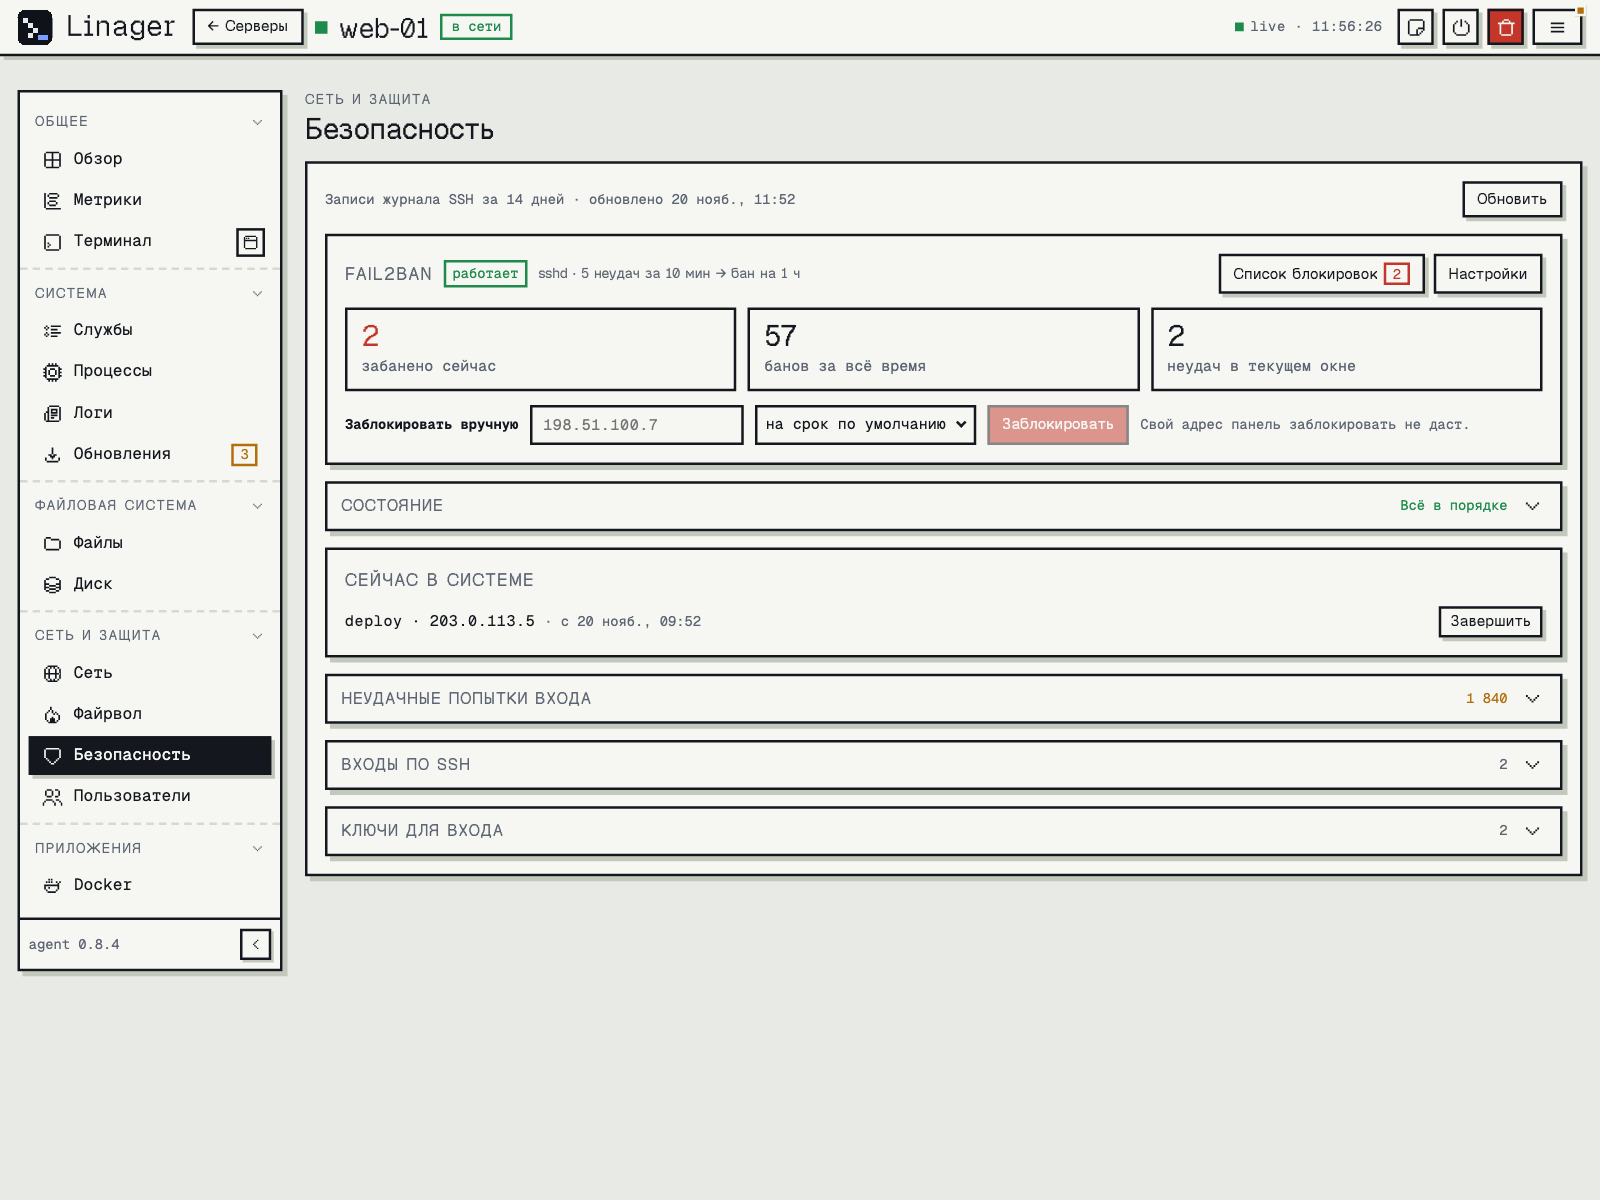 Linager
← Серверы
web-01
в сети
live · 11:56:26
ОБЩЕЕ
Обзор
Метрики
Терминал
СИСТЕМА
Службы
Процессы
Логи
Обновления 3
ФАЙЛОВАЯ СИСТЕМА
Файлы
Диск
СЕТЬ И ЗАЩИТА
Сеть
Файрвол
Безопасность
Пользователи
ПРИЛОЖЕНИЯ
Docker
agent 0.8.4
СЕТЬ И ЗАЩИТА
Безопасность
Записи журнала SSH за 14 дней · обновлено 20 нояб., 11:52
Обновить
FAIL2BAN работает sshd · 5 неудач за 10 мин → бан на 1 ч
Список блокировок 2
Настройки
2
забанено сейчас
57
банов за всё время
2
неудач в текущем окне
Заблокировать вручную 198.51.100.7 на срок по умолчанию Заблокировать Свой адрес панель заблокировать не даст.
СОСТОЯНИЕ Всё в порядке
СЕЙЧАС В СИСТЕМЕ
deploy · 203.0.113.5 · с 20 нояб., 09:52 Завершить
НЕУДАЧНЫЕ ПОПЫТКИ ВХОДА 1 840
ВХОДЫ ПО SSH 2
КЛЮЧИ ДЛЯ ВХОДА 2